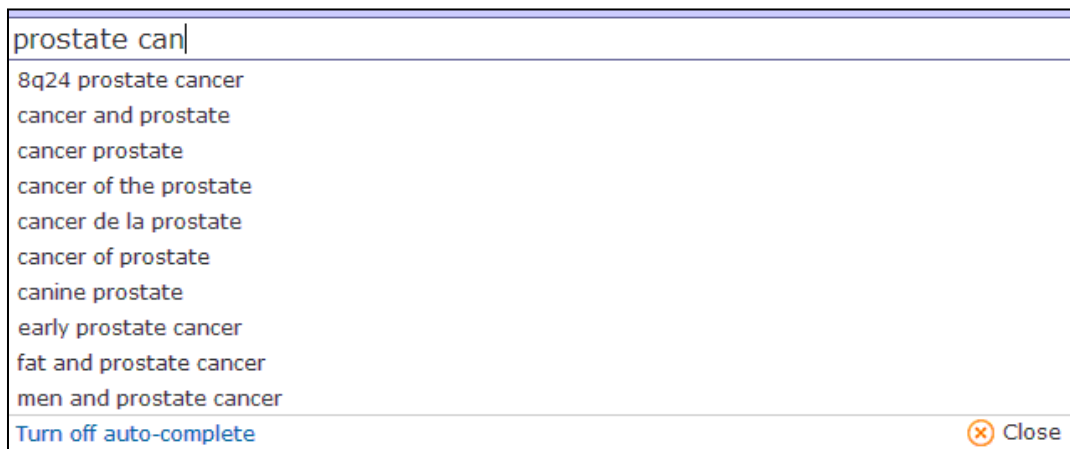 prostate can
8q24 prostate cancer
cancer and prostate
cancer prostate
cancer of the prostate
cancer de la prostate
cancer of prostate
canine prostate
early prostate cancer
fat and prostate cancer
men and prostate cancer
Turn off auto-complete Close